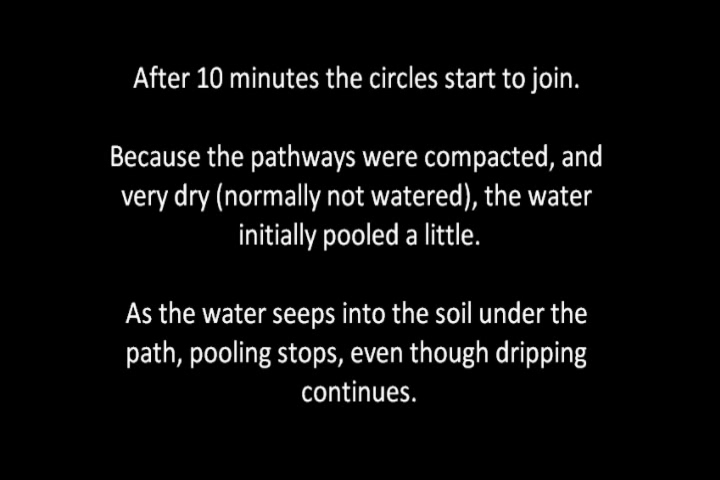 After 10 minutes the circles start to join.
Because the pathways were compacted, and
very dry (normally not watered), the water
initially pooled a little.
As the water seeps into the soil under the
path, pooling stops, even though dripping
continues.